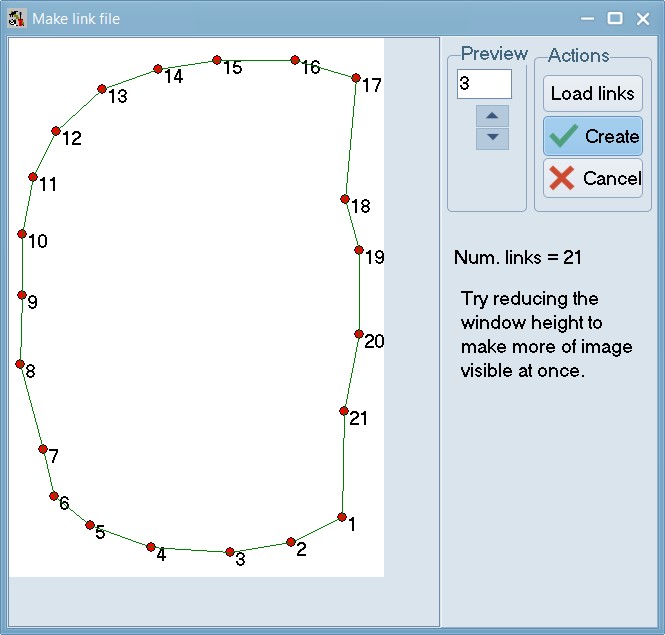 Make link file
Preview
3
Actions
Load links
Create
Cancel
Num. links = 21
Try reducing the
window height to
make more of image
visible at once.
15
16
14
17
13
12
11
18
10
19
9
20
8
21
7
6
1
5
2
4
3